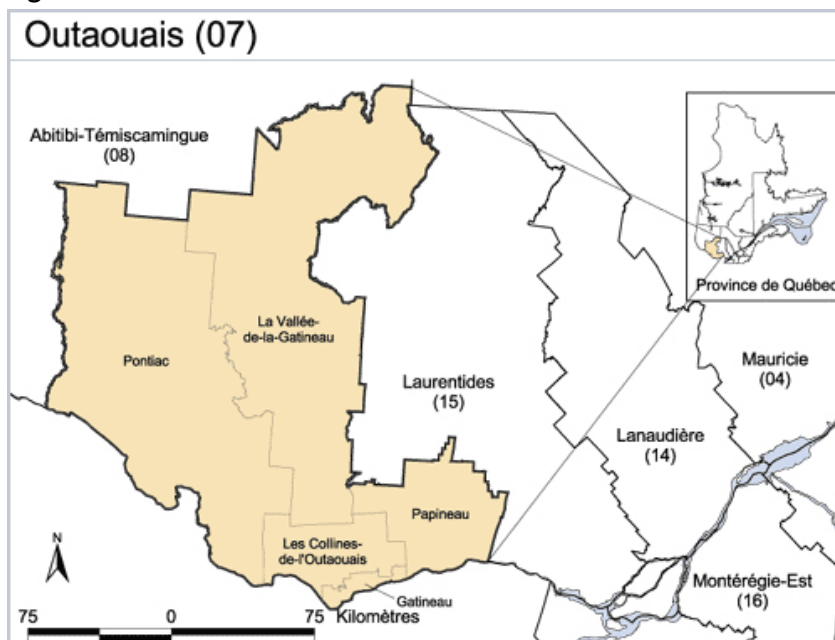 Outaouais (07)
Abitibi-Témiscamingue
(08)
Province de Québec
La Vallée-
de-la-Gatineau
Pontiac
Mauricie
(04)
Laurentides
(15)
Lanaudière
(14)
Papineau
N
Les Collines-
de-l'Outaouais
Montérégie-Est
(16)
Gatineau
75 0 75 Kilomètres